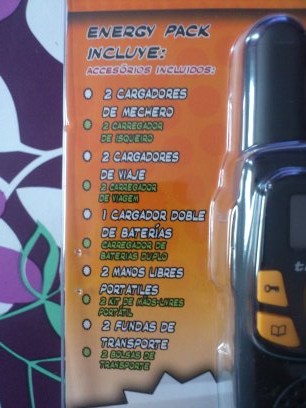 ENERGY PACK
INCLUYE:
ACCESÓRIOS INCLUIDOS:
2 CARGADORES
DE MECHERO
2 CARREGADOR
DE ISQUEIRO
2 CARGADORES
DE VIAJE
2 CARREGADOR
DE VIAGEM
1 CARGADOR DOBLE
DE BATERÍAS
CARREGADOR DE
BATERIAS DUPLO
2 MANOS LIBRES
PORTATILES
2 KIT DE MÃOS-LIVRES
PORTÁTIL
2 FUNDAS DE
TRANSPORTE
2 BOLSAS DE
TRANSPORTE